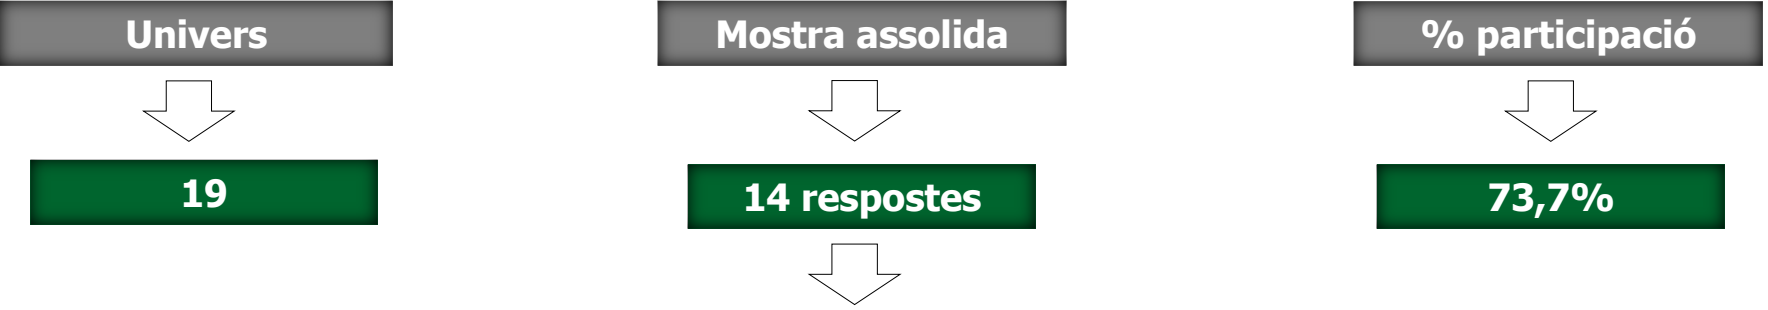 Univers
Mostra assolida
% participació
19
14 respostes
73,7%